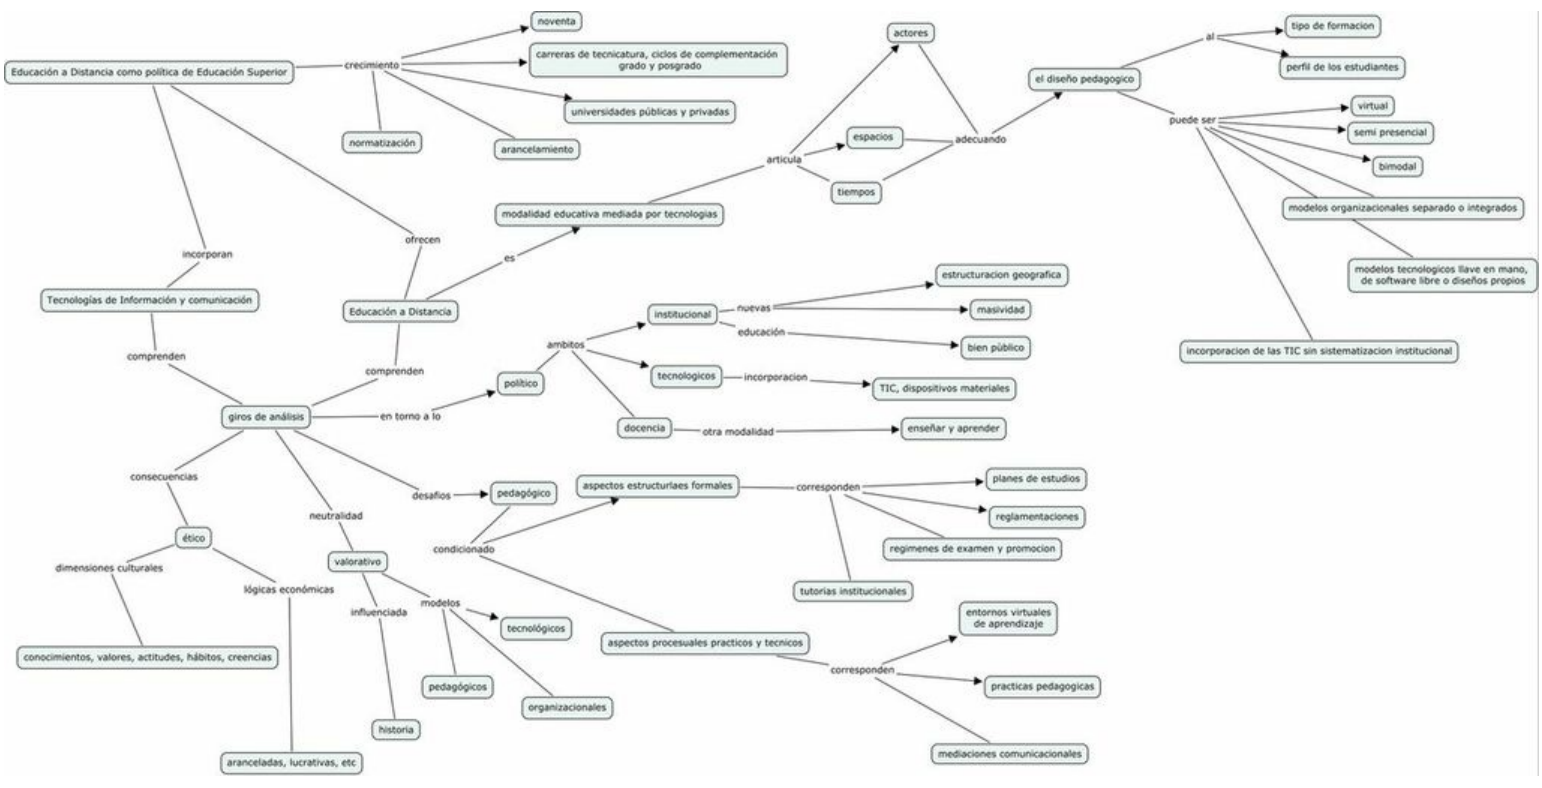 Educación a Distancia como política de Educación Superior
crecimiento
noventa
carreras de tecnicatura, ciclos de complementación
grado y posgrado
universidades públicas y privadas
arancelamiento
normatización
incorporan
ofrecen
Tecnologías de Información y comunicación
Educación a Distancia
es
modalidad educativa mediada por tecnologias
articula
actores
espacios
tiempos
adecuando
el diseño pedagogico
al
tipo de formacion
perfil de los estudiantes
puede ser
virtual
semi presencial
bimodal
modelos organizacionales separado o integrados
modelos tecnologicos llave en mano,
de software libre o diseños propios
incorporacion de las TIC sin sistematizacion institucional
comprenden
comprenden
giros de análisis
en torno a lo
político
ambitos
institucional
nuevas
estructuracion geografica
masividad
educación
bien pùblico
tecnologicos
incorporacion
TIC, dispositivos materiales
docencia
otra modalidad
enseñar y aprender
consecuencias
ético
dimensiones culturales
conocimientos, valores, actitudes, hábitos, creencias
lógicas económicas
aranceladas, lucrativas, etc
neutralidad
valorativo
influenciada
historia
modelos
tecnológicos
pedagógicos
organizacionales
desafios
pedagógico
condicionado
aspectos estructurlaes formales
corresponden
planes de estudios
reglamentaciones
regimenes de examen y promocion
tutorias institucionales
aspectos procesuales practicos y tecnicos
corresponden
entornos virtuales
de aprendizaje
practicas pedagogicas
mediaciones comunicacionales